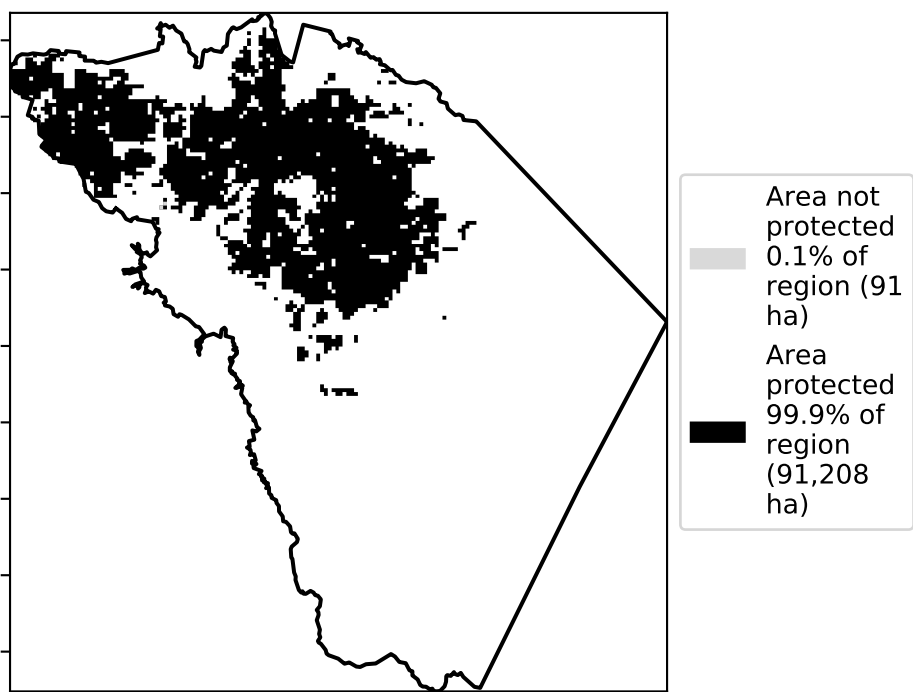 Area not
protected
0.1% of
region (91
ha)
Area
protected
99.9% of
region
(91,208
ha)